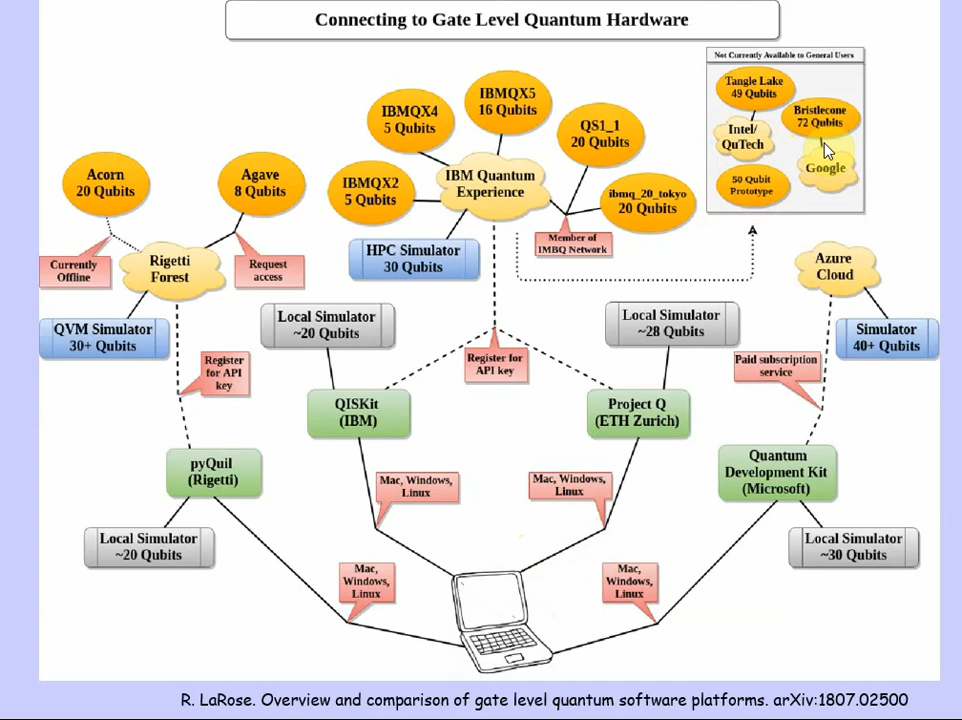 Connecting to Gate Level Quantum Hardware
Not Currently Available to General Users
Tangle Lake
49 Qubits
Bristlecone
72 Qubits
Intel/
QuTech
Google
50 Qubit
Prototype
IBMQX5
16 Qubits
IBMQX4
5 Qubits
QS1_1
20 Qubits
IBMQX2
5 Qubits
IBM Quantum
Experience
ibmq_20_tokyo
20 Qubits
Acorn
20 Qubits
Agave
8 Qubits
Member of
IMBQ Network
HPC Simulator
30 Qubits
Currently
Offline
Rigetti
Forest
Request
access
Azure
Cloud
QVM Simulator
30+ Qubits
Local Simulator
~20 Qubits
Local Simulator
~28 Qubits
Simulator
40+ Qubits
Register
for API
key
Register for
API key
Paid subscription
service
QISKit
(IBM)
Project Q
(ETH Zurich)
pyQuil
(Rigetti)
Quantum
Development Kit
(Microsoft)
Mac, Windows,
Linux
Mac, Windows,
Linux
Local Simulator
~20 Qubits
Local Simulator
~30 Qubits
Mac,
Windows,
Linux
Mac,
Windows,
Linux
R. LaRose. Overview and comparison of gate level quantum software platforms. arXiv:1807.02500